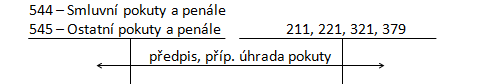 544 – Smluvní pokuty a penále
545 – Ostatní pokuty a penále 211, 221, 321, 379
předpis, příp. úhrada pokuty